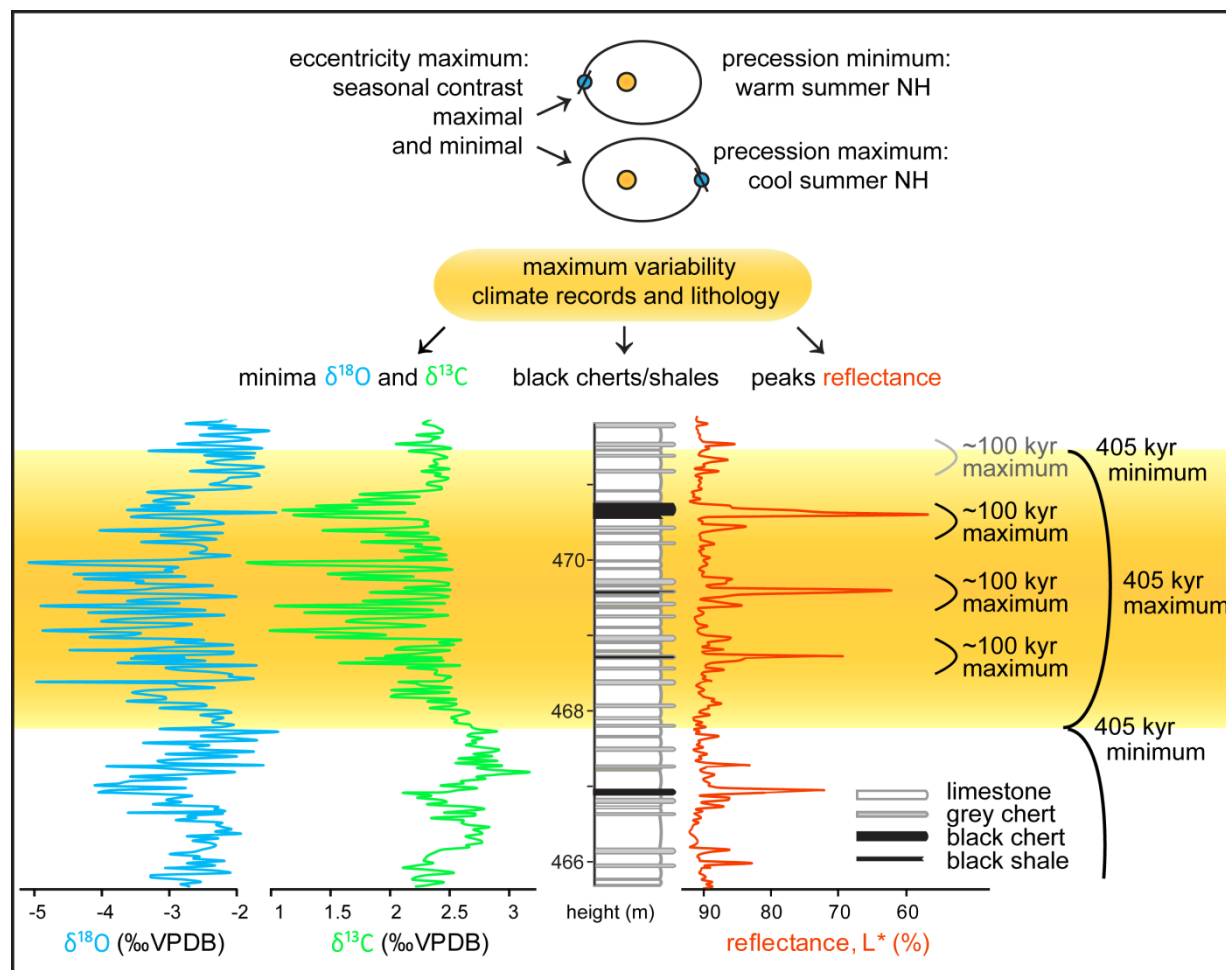 eccentricity maximum:
seasonal contrast
maximal
and minimal
precession minimum:
warm summer NH
precession maximum:
cool summer NH
maximum variability
climate records and lithology
minima δ¹⁸O and δ¹³C
black cherts/shales
peaks reflectance
~100 kyr
maximum
405 kyr
minimum
~100 kyr
maximum
~100 kyr
maximum
405 kyr
maximum
~100 kyr
maximum
405 kyr
minimum
470
468
466
limestone
grey chert
black chert
black shale
-5 -4 -3 -2
δ¹⁸O (‰VPDB)
1 2 3
δ¹³C (‰VPDB)
height (m)
90 80 70 60
reflectance, L* (%)